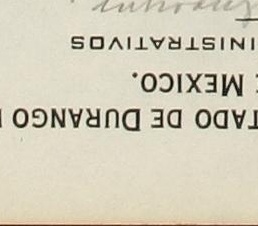 TADO DE DURANGO
MEXICO.
INISTRATIVOS